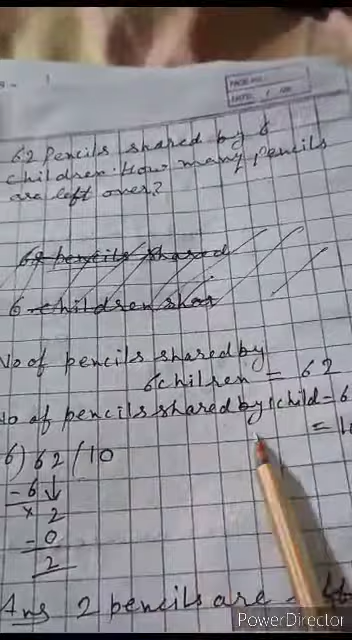 PAGE NO.
DATE: / /
62 Pencils shared by 6
children. How many pencils
are left over?
62 pencils shared
6 children shar
No of pencils shared by
6 chilren = 62
No of pencils shared by 1 child = 6
= 10
6) 62 / 10
- 6 ↓
× 2
- 0
2
Ans 2 pencils are
PowerDirector